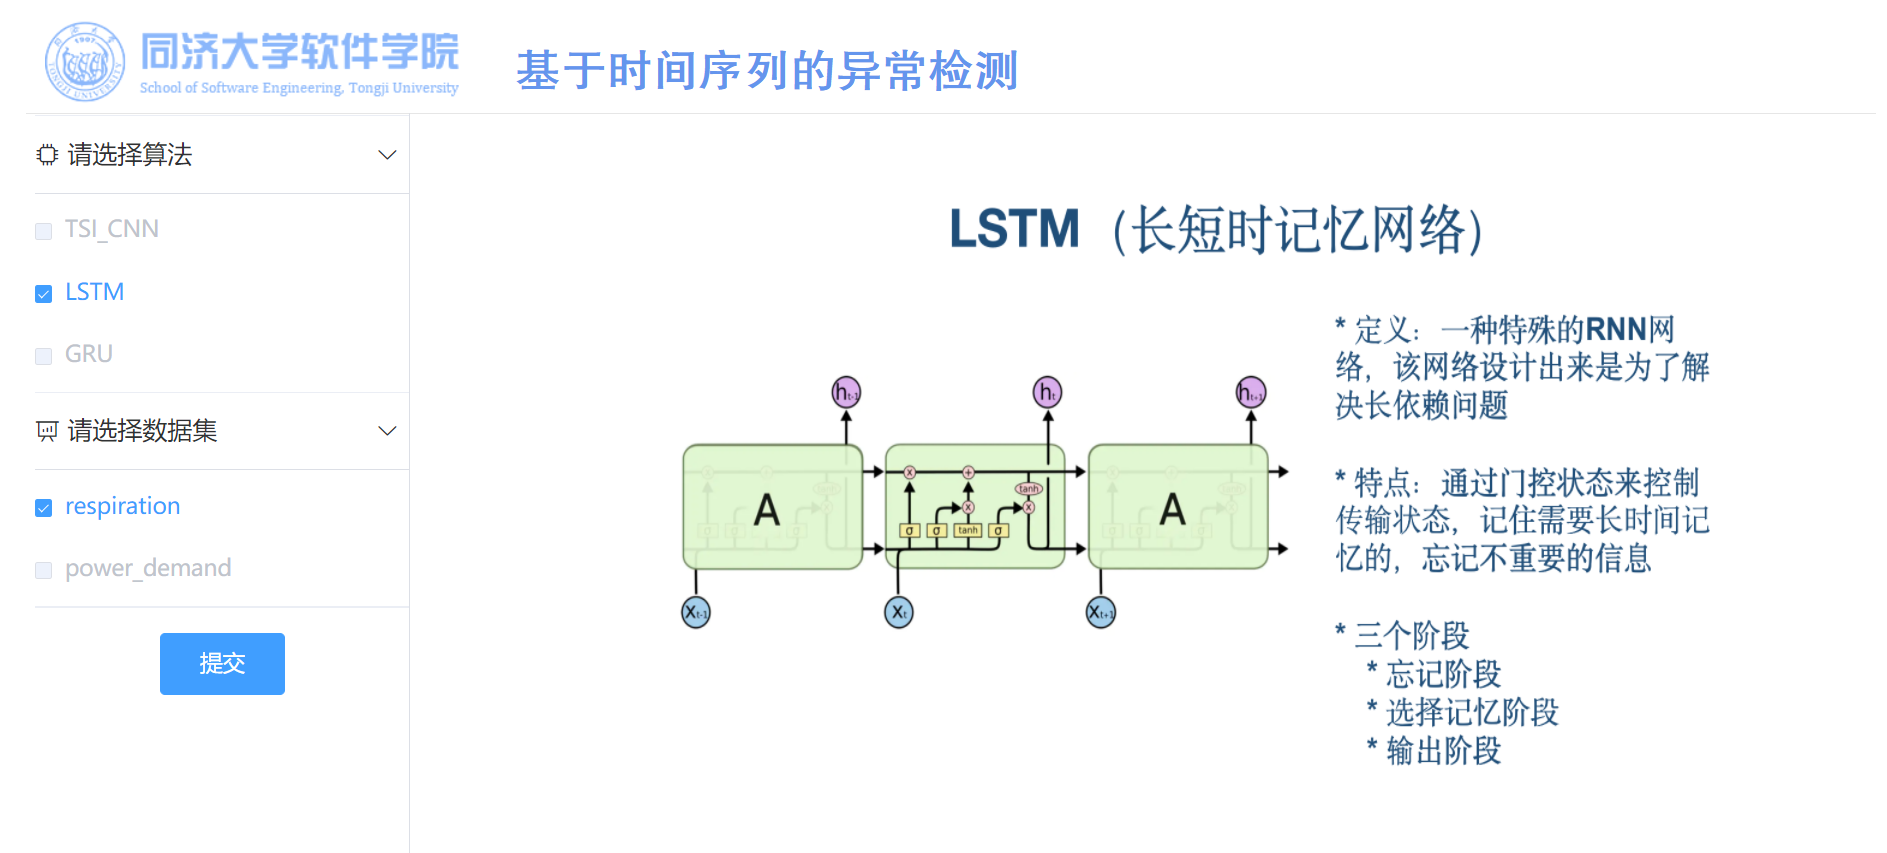 同济大学软件学院
School of Software Engineering, Tongji University
基于时间序列的异常检测
请选择算法
TSI_CNN
LSTM
GRU
请选择数据集
respiration
power_demand
提交
LSTM（长短时记忆网络）
* 定义：一种特殊的RNN网
络，该网络设计出来是为了解
决长依赖问题
* 特点：通过门控状态来控制
传输状态，记住需要长时间记
忆的，忘记不重要的信息
* 三个阶段
* 忘记阶段
* 选择记忆阶段
* 输出阶段
ht-1
ht
ht+1
A
x
+
tanh
x
x
σ
σ
tanh
σ
A
Xt-1
Xt
Xt+1